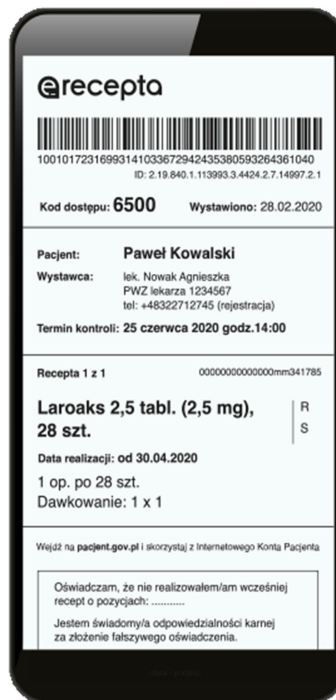 erecepta
10010172316993141033672942435380593264361040
ID: 2.19.840.1.113993.3.4424.2.7.14997.2.1
Kod dostępu: 6500 Wystawiono: 28.02.2020
Pacjent: Paweł Kowalski
Wystawca: lek. Nowak Agnieszka
PWZ lekarza 1234567
tel: +48322712745 (rejestracja)
Termin kontroli: 25 czerwca 2020 godz.14:00
Recepta 1 z 1 00000000000000mm341785
Laroaks 2,5 tabl. (2,5 mg), R
28 szt. S
Data realizacji: od 30.04.2020
1 op. po 28 szt.
Dawkowanie: 1 x 1
Wejdź na pacjent.gov.pl i skorzystaj z Internetowego Konta Pacjenta
Oświadczam, że nie realizowałem/am wcześniej
recept o pozycjach: ...........
Jestem świadomy/a odpowiedzialności karnej
za złożenie fałszywego oświadczenia.